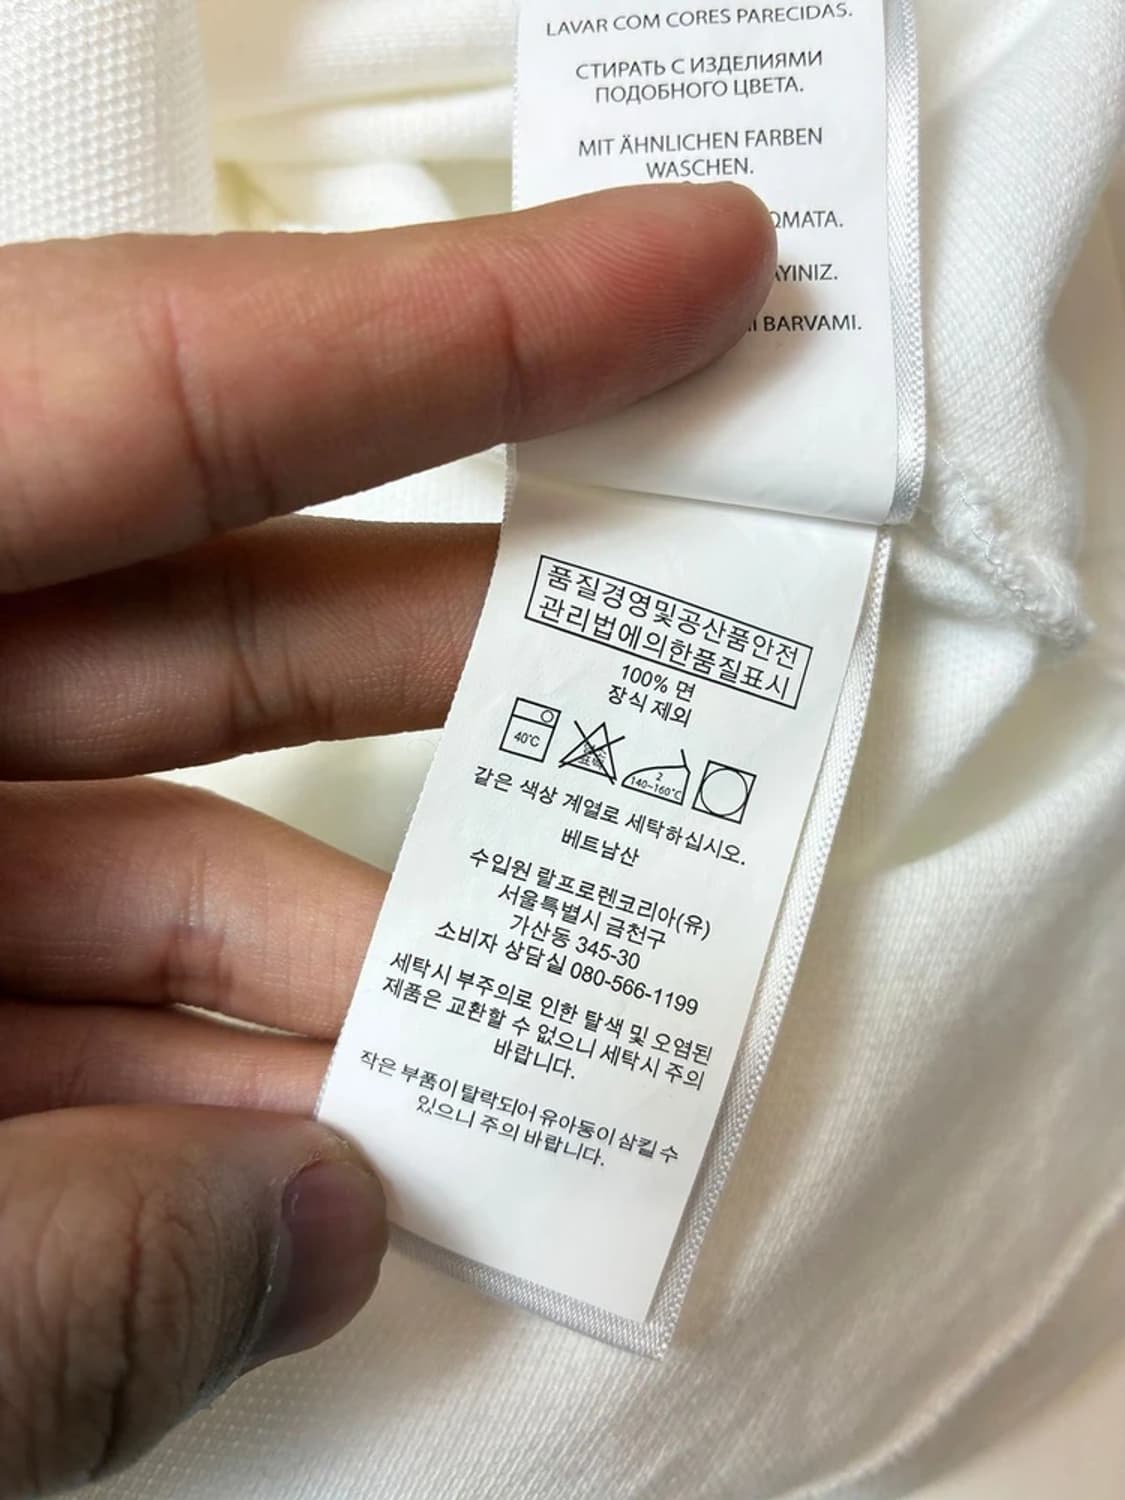 LAVAR COM CORES PARECIDAS.
СТИРАТЬ С ИЗДЕЛИЯМИ
ПОДОБНОГО ЦВЕТА.
MIT ÄHNLICHEN FARBEN
WASCHEN.
BARVAMI.
품질경영및공산품안전
관리법에의한품질표시
100% 면
장식 제외
40°C
2
140~160°C
같은 색상 계열로 세탁하십시오.
베트남산
수입원 랄프로렌코리아(유)
서울특별시 금천구
가산동 345-30
소비자 상담실 080-566-1199
세탁시 부주의로 인한 탈색 및 오염된
제품은 교환할 수 없으니 세탁시 주의
바랍니다.
작은 부품이 탈락되어 유아동이 삼킬 수
있으니 주의 바랍니다.